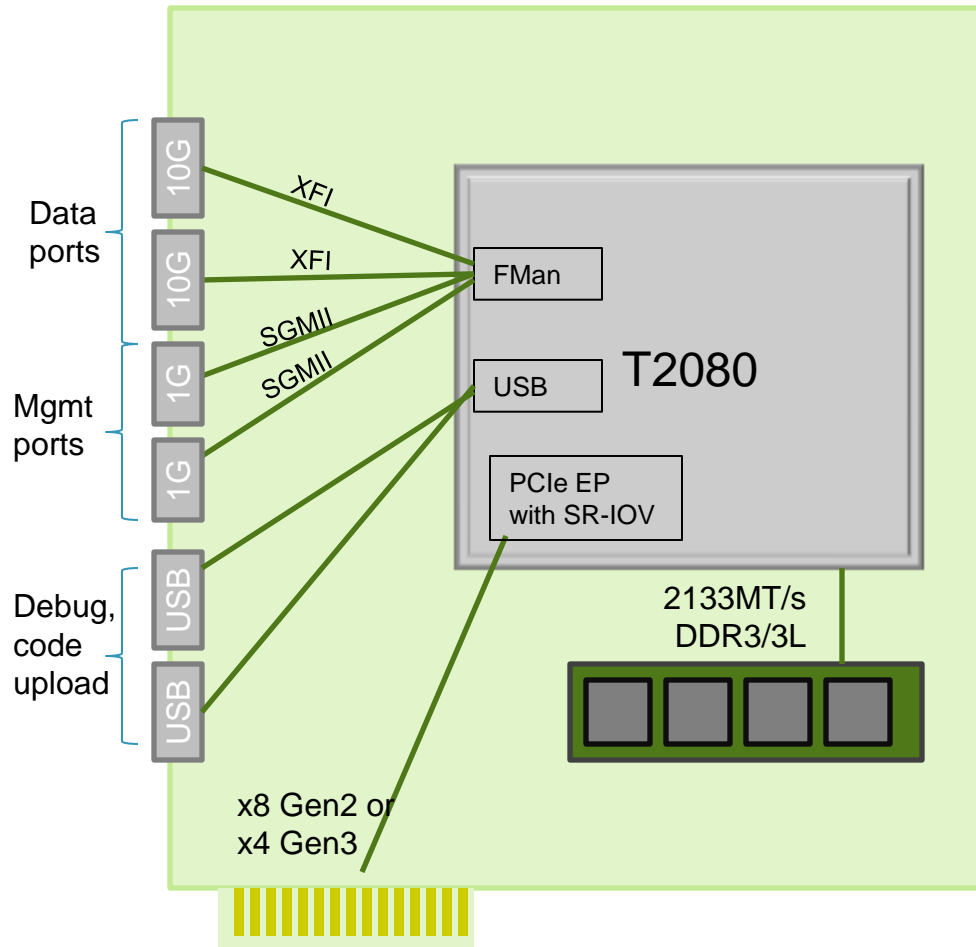 Data
ports
Mgmt
ports
Debug,
code
upload
10G
10G
1G
1G
USB
USB
XFI
XFI
SGMII
SGMII
FMan
USB
T2080
PCIe EP
with SR-IOV
2133MT/s
DDR3/3L
x8 Gen2 or
x4 Gen3